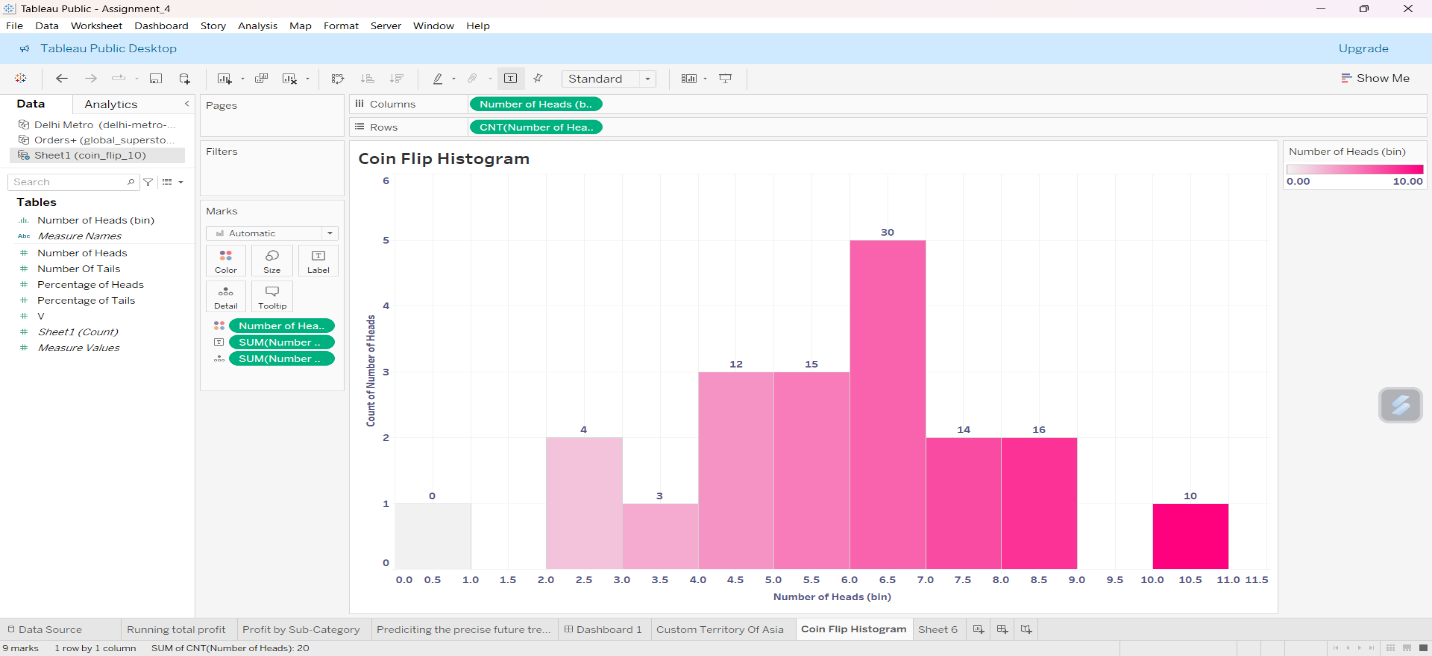 Tableau Public - Assignment_4
File Data Worksheet Dashboard Story Analysis Map Format Server Window Help
Tableau Public Desktop
Upgrade
Standard
Show Me
Data Analytics
Delhi Metro (delhi-metro-...
Orders+ (global_supersto...
Sheet1 (coin_flip_10)
Search
Tables
Number of Heads (bin)
Abc Measure Names
Number of Heads
Number Of Tails
Percentage of Heads
Percentage of Tails
V
Sheet1 (Count)
Measure Values
Pages
Filters
Marks
Automatic
Color Size Label
Detail Tooltip
Number of Hea..
SUM(Number ..
SUM(Number ..
Columns Number of Heads (b..
Rows CNT(Number of Hea..
Coin Flip Histogram
Count of Number of Heads
6
5
4
3
2
1
0
0
4
3
12
15
30
14
16
10
0.0 0.5 1.0 1.5 2.0 2.5 3.0 3.5 4.0 4.5 5.0 5.5 6.0 6.5 7.0 7.5 8.0 8.5 9.0 9.5 10.0 10.5 11.0 11.5
Number of Heads (bin)
Number of Heads (bin)
0.00 10.00
Data Source Running total profit Profit by Sub-Category Prediciting the precise future tre... Dashboard 1 Custom Territory Of Asia Coin Flip Histogram Sheet 6
9 marks 1 row by 1 column SUM of CNT(Number of Heads): 20